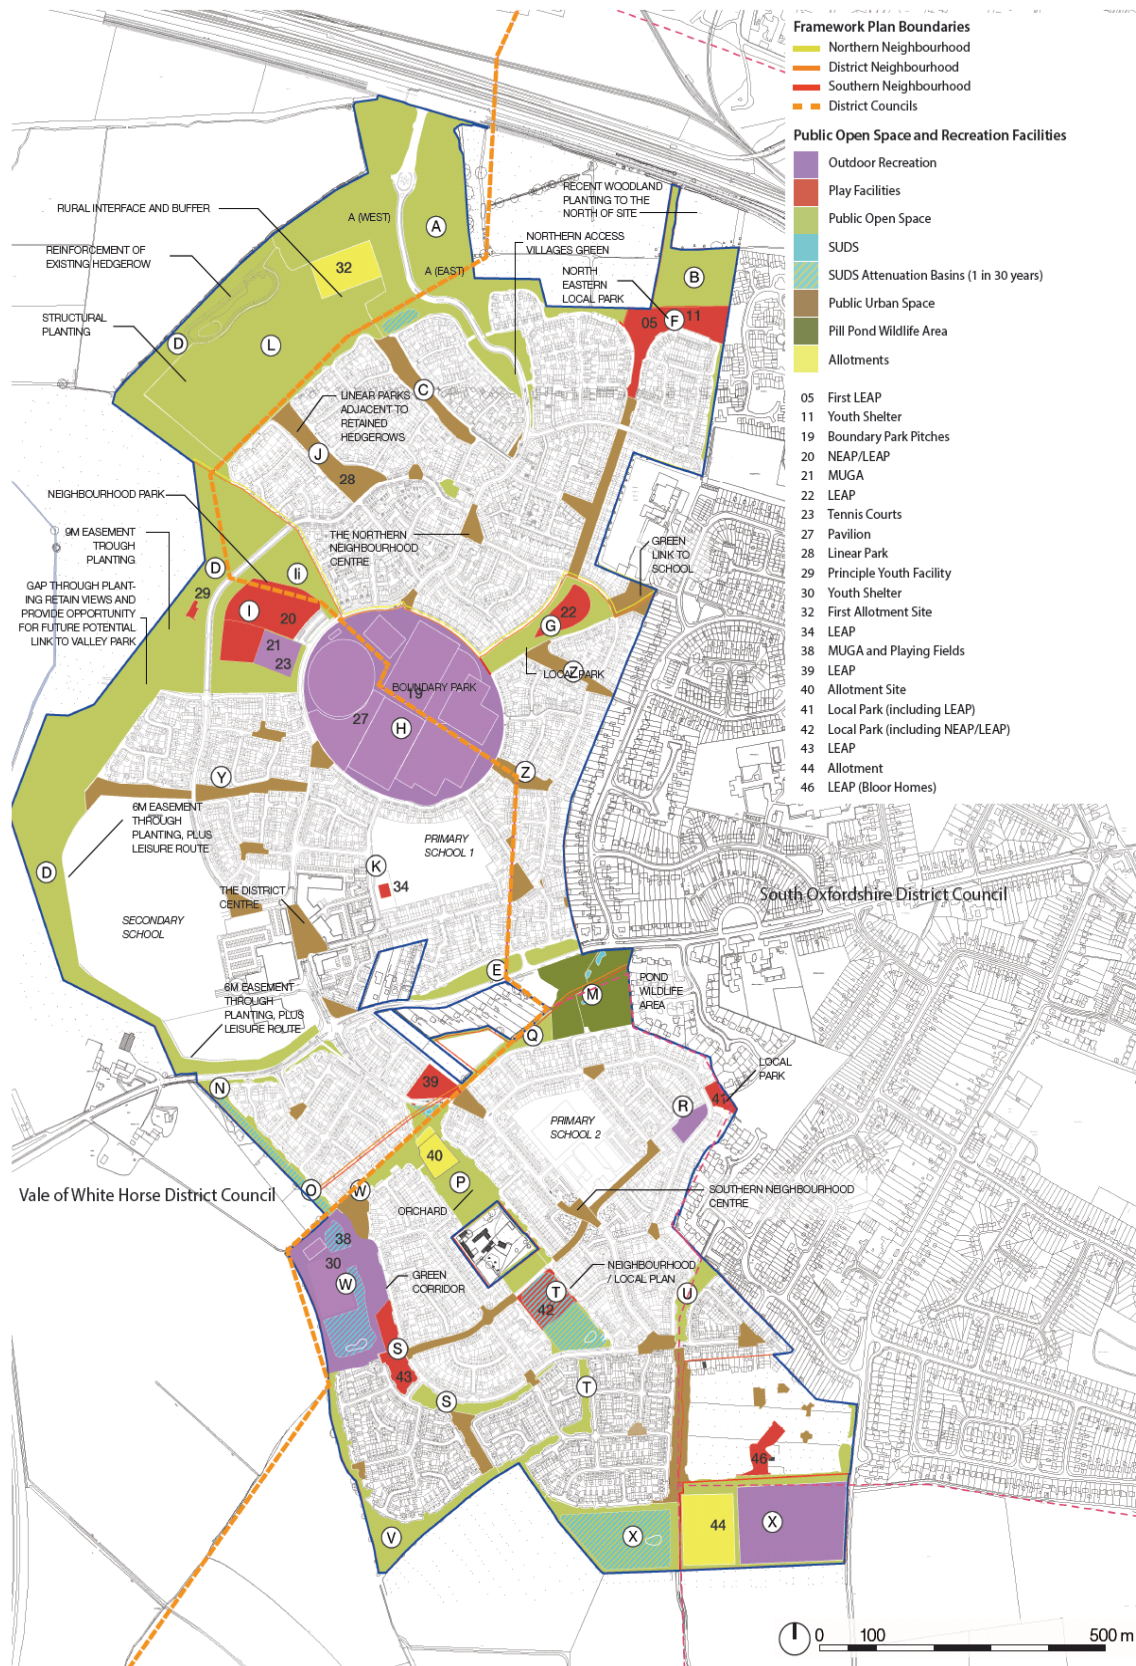 Framework Plan Boundaries
Northern Neighbourhood
District Neighbourhood
Southern Neighbourhood
District Councils
Public Open Space and Recreation Facilities
Outdoor Recreation
Play Facilities
Public Open Space
SUDS
SUDS Attenuation Basins (1 in 30 years)
Public Urban Space
Pill Pond Wildlife Area
Allotments
05 First LEAP
11 Youth Shelter
19 Boundary Park Pitches
20 NEAP/LEAP
21 MUGA
22 LEAP
23 Tennis Courts
27 Pavilion
28 Linear Park
29 Principle Youth Facility
30 Youth Shelter
32 First Allotment Site
34 LEAP
38 MUGA and Playing Fields
39 LEAP
40 Allotment Site
41 Local Park (including LEAP)
42 Local Park (including NEAP/LEAP)
43 LEAP
44 Allotment
46 LEAP (Bloor Homes)
RECENT WOODLAND
PLANTING TO THE
NORTH OF SITE
RURAL INTERFACE AND BUFFER
A (WEST)
A
NORTHERN ACCESS
VILLAGES GREEN
REINFORCEMENT OF
EXISTING HEDGEROW
32
A (EAST)
NORTH
EASTERN
LOCAL PARK
B
STRUCTURAL
PLANTING
05
F
11
D
L
C
LINEAR PARKS
ADJACENT TO
RETAINED
HEDGEROWS
J
28
NEIGHBOURHOOD PARK
9M EASEMENT
TROUGH
PLANTING
THE NORTHERN
NEIGHBOURHOOD
CENTRE
GREEN
LINK TO
SCHOOL
D
Ii
GAP THROUGH PLANT-
ING RETAIN VIEWS AND
PROVIDE OPPORTUNITY
FOR FUTURE POTENTIAL
LINK TO VALLEY PARK
29
I
20
22
G
21
23
LOCAL PARK
Z
BOUNDARY PARK
19
27
H
Y
Z
6M EASEMENT
THROUGH
PLANTING, PLUS
LEISURE ROUTE
PRIMARY
SCHOOL 1
D
K
34
THE DISTRICT
CENTRE
South Oxfordshire District Council
SECONDARY
SCHOOL
E
6M EASEMENT
THROUGH
PLANTING, PLUS
LEISURE ROUTE
M
POND
WILDLIFE
AREA
Q
LOCAL
PARK
39
N
41
R
PRIMARY
SCHOOL 2
40
P
Vale of White Horse District Council
O
W
ORCHARD
SOUTHERN NEIGHBOURHOOD
CENTRE
38
30
W
GREEN
CORRIDOR
NEIGHBOURHOOD
/ LOCAL PLAN
T
42
U
S
43
S
T
46
44
X
X
V
0 100 500 m